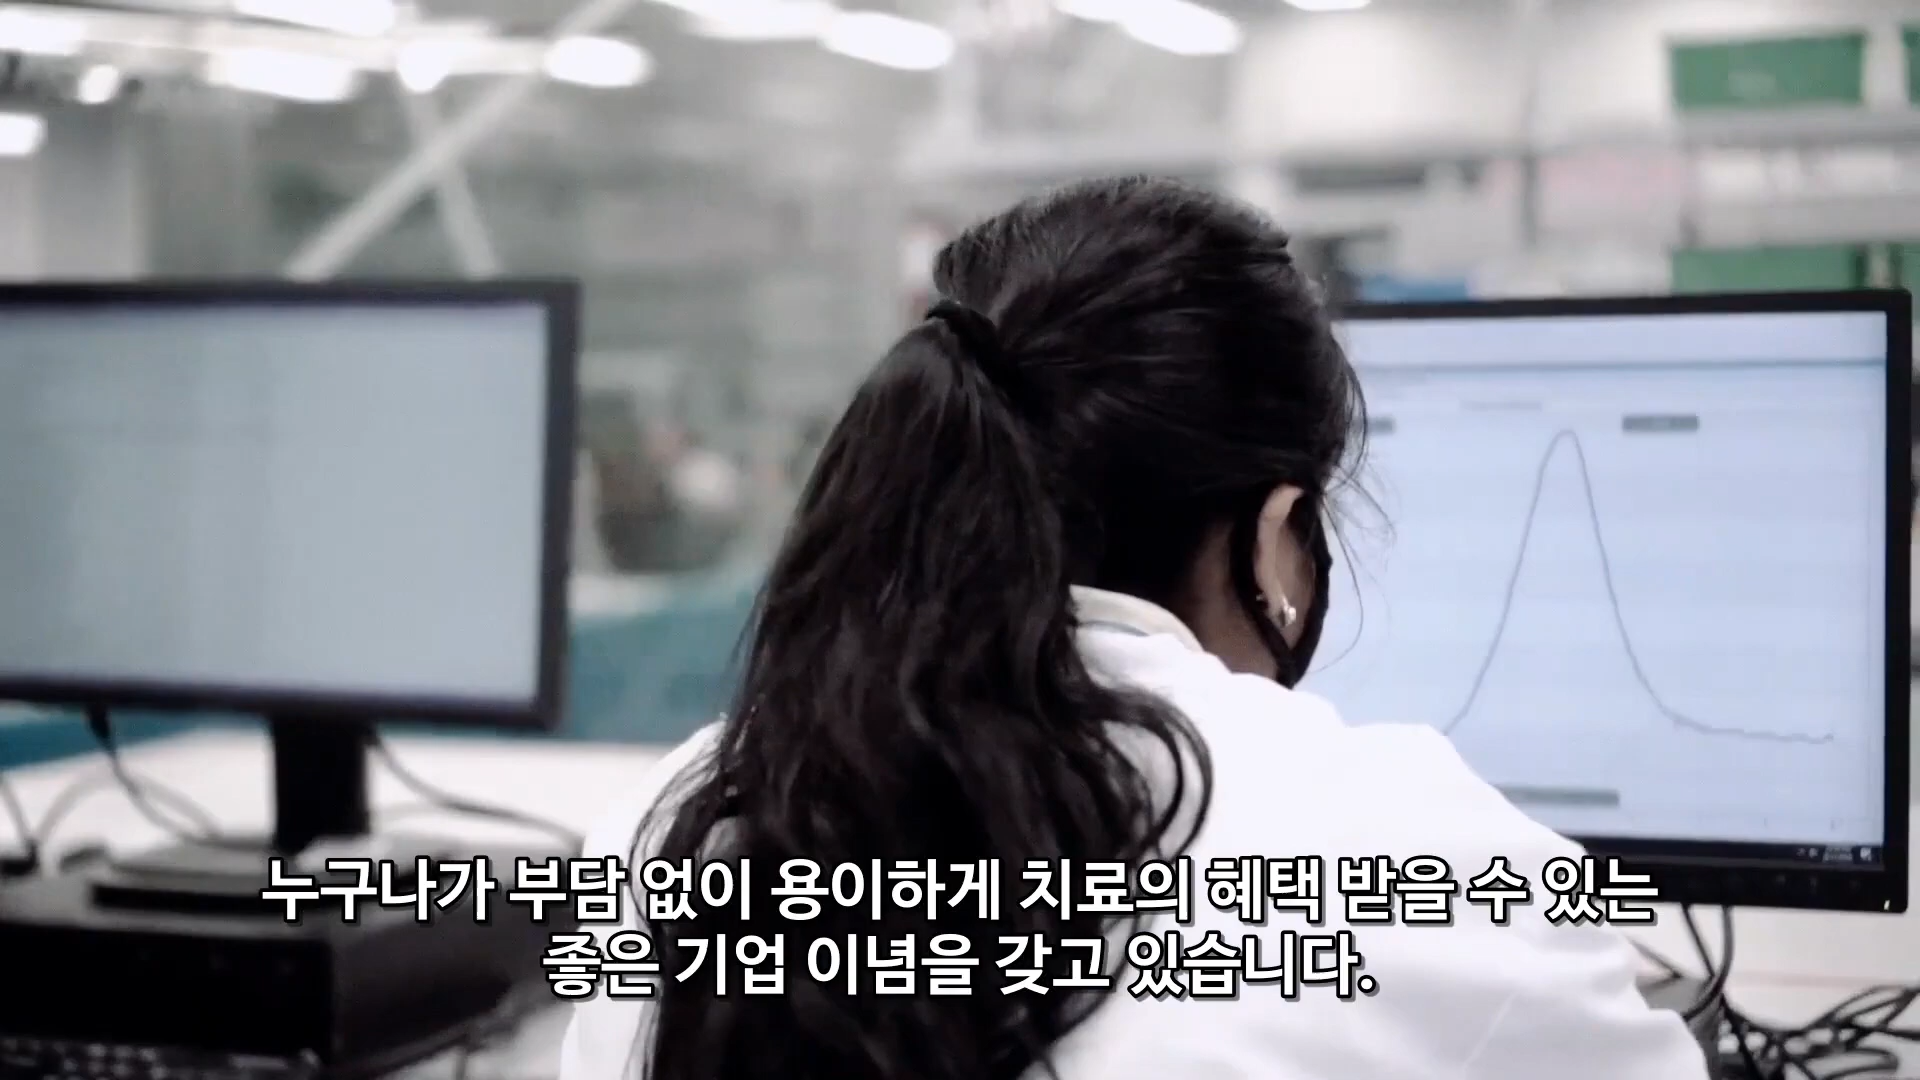 누구나가 부담 없이 용이하게 치료의 혜택 받을 수 있는
좋은 기업 이념을 갖고 있습니다.